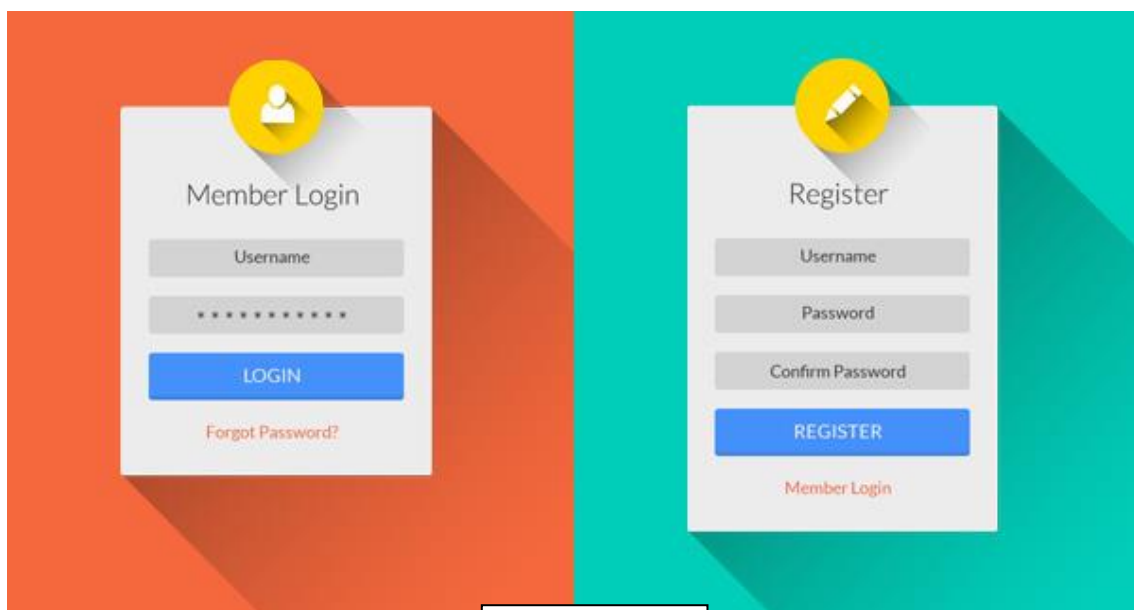 Member Login
Username
***********
LOGIN
Forgot Password?
Register
Username
Password
Confirm Password
REGISTER
Member Login